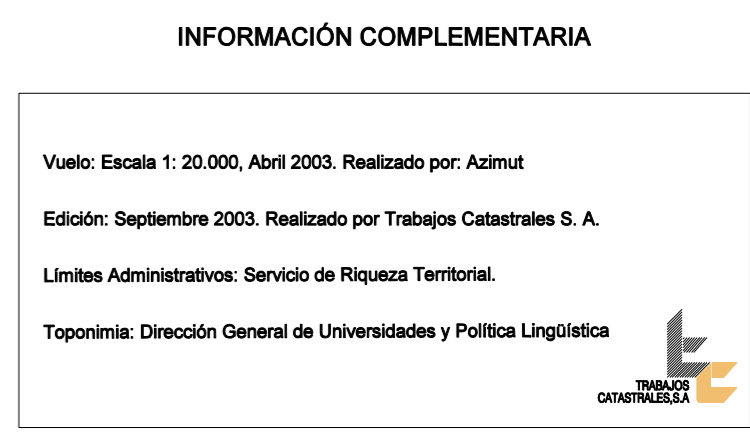 INFORMACIÓN COMPLEMENTARIA
Vuelo: Escala 1: 20.000, Abril 2003. Realizado por: Azimut
Edición: Septiembre 2003. Realizado por Trabajos Catastrales S. A.
Límites Administrativos: Servicio de Riqueza Territorial.
Toponimia: Dirección General de Universidades y Política Lingüística
TRABAJOS
CATASTRALES,S.A